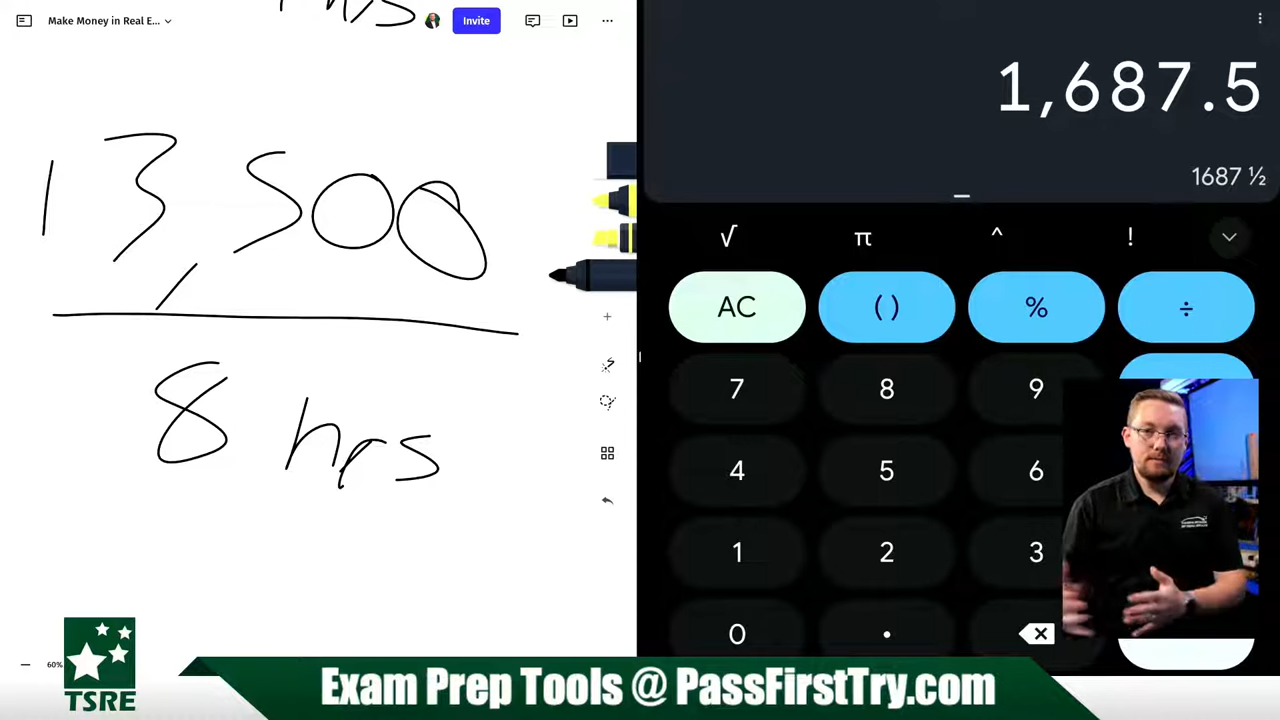 Make Money in Real E...
Invite
13,500
8 hrs
60%
1,687.5
1687 ½
√ π ^ !
AC ( ) % ÷
7 8 9
4 5 6
1 2 3
0 .
TSRE
Exam Prep Tools @ PassFirstTry.com